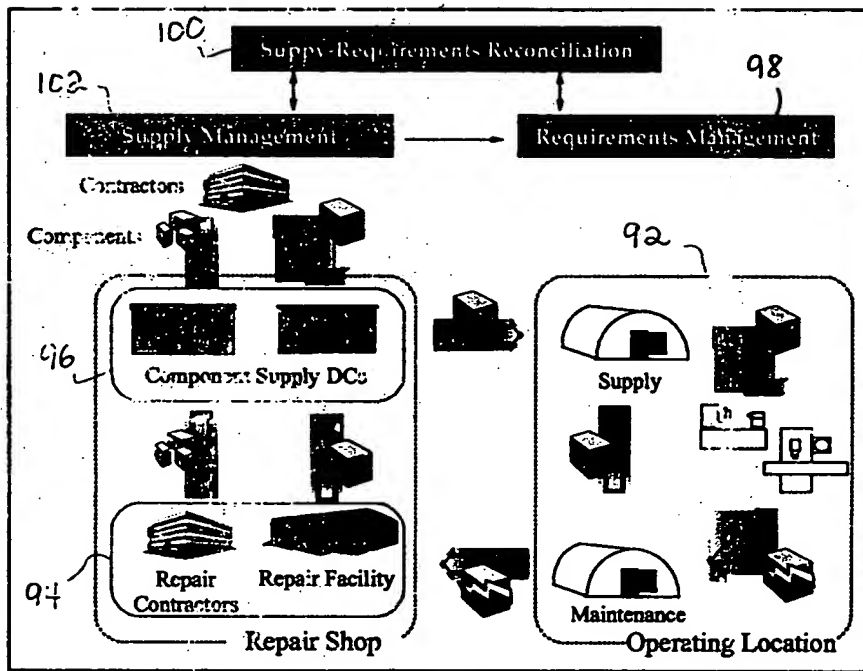 100
Suppy-Requirements Reconciliation
102
98
Supply Management
Requirements Management
Contractors
Components
92
96
Component Supply DCs
Supply
94
Repair Contractors
Repair Facility
Maintenance
Repair Shop
Operating Location